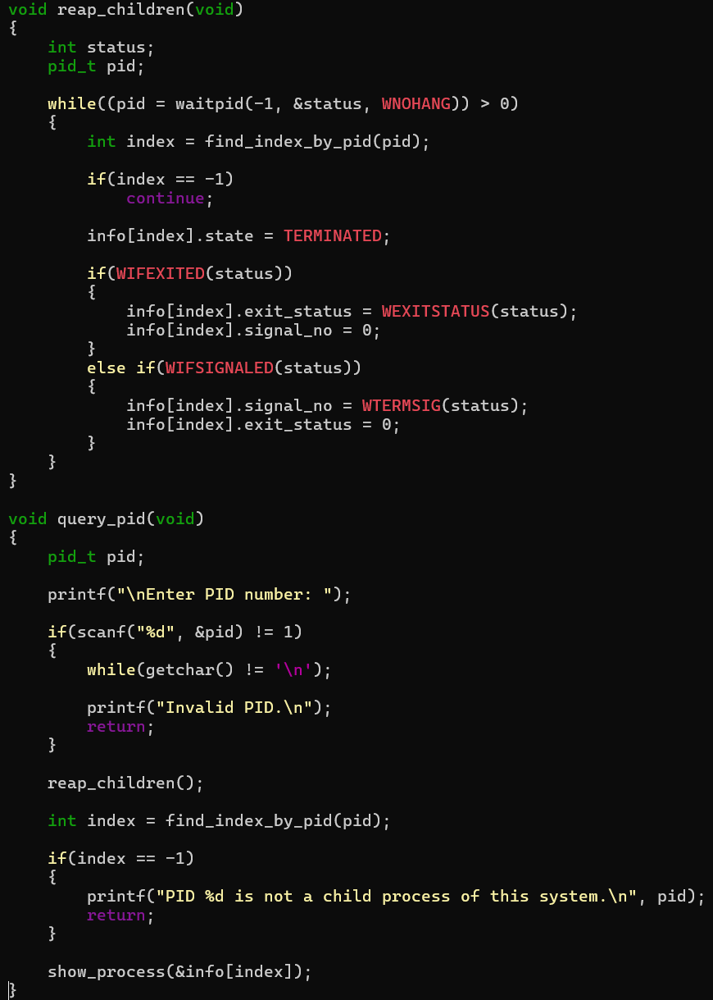 void reap_children(void)
{
    int status;
    pid_t pid;

    while((pid = waitpid(-1, &status, WNOHANG)) > 0)
    {
        int index = find_index_by_pid(pid);

        if(index == -1)
            continue;

        info[index].state = TERMINATED;

        if(WIFEXITED(status))
        {
            info[index].exit_status = WEXITSTATUS(status);
            info[index].signal_no = 0;
        }
        else if(WIFSIGNALED(status))
        {
            info[index].signal_no = WTERMSIG(status);
            info[index].exit_status = 0;
        }
    }
}

void query_pid(void)
{
    pid_t pid;

    printf("\nEnter PID number: ");

    if(scanf("%d", &pid) != 1)
    {
        while(getchar() != '\n');

        printf("Invalid PID.\n");
        return;
    }

    reap_children();

    int index = find_index_by_pid(pid);

    if(index == -1)
    {
        printf("PID %d is not a child process of this system.\n", pid);
        return;
    }

    show_process(&info[index]);
}